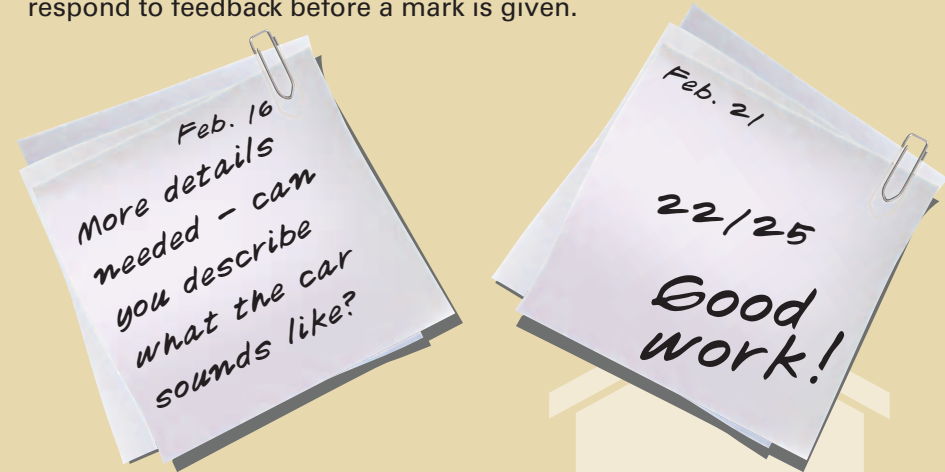 respond to feedback before a mark is given.
Feb. 16
More details
needed – can
you describe
what the car
sounds like?
Feb. 21
22/25
Good
work!